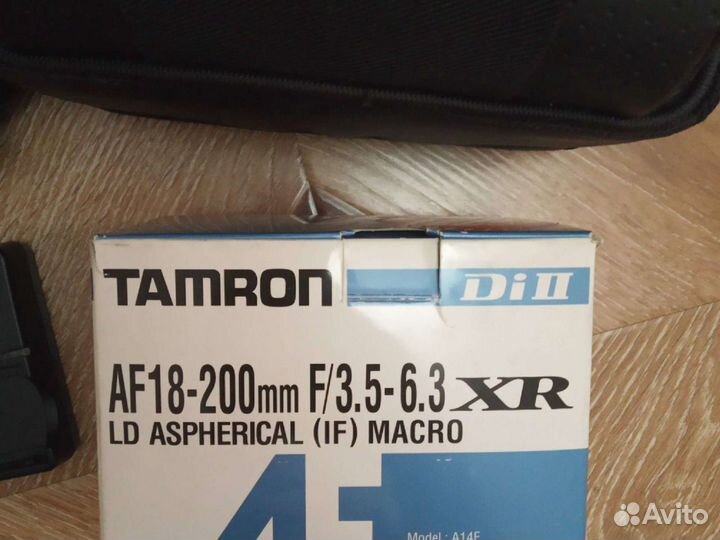 TAMRON Di II
AF18-200mm F/3.5-6.3 XR
LD ASPHERICAL (IF) MACRO
Model : A14E
Avito